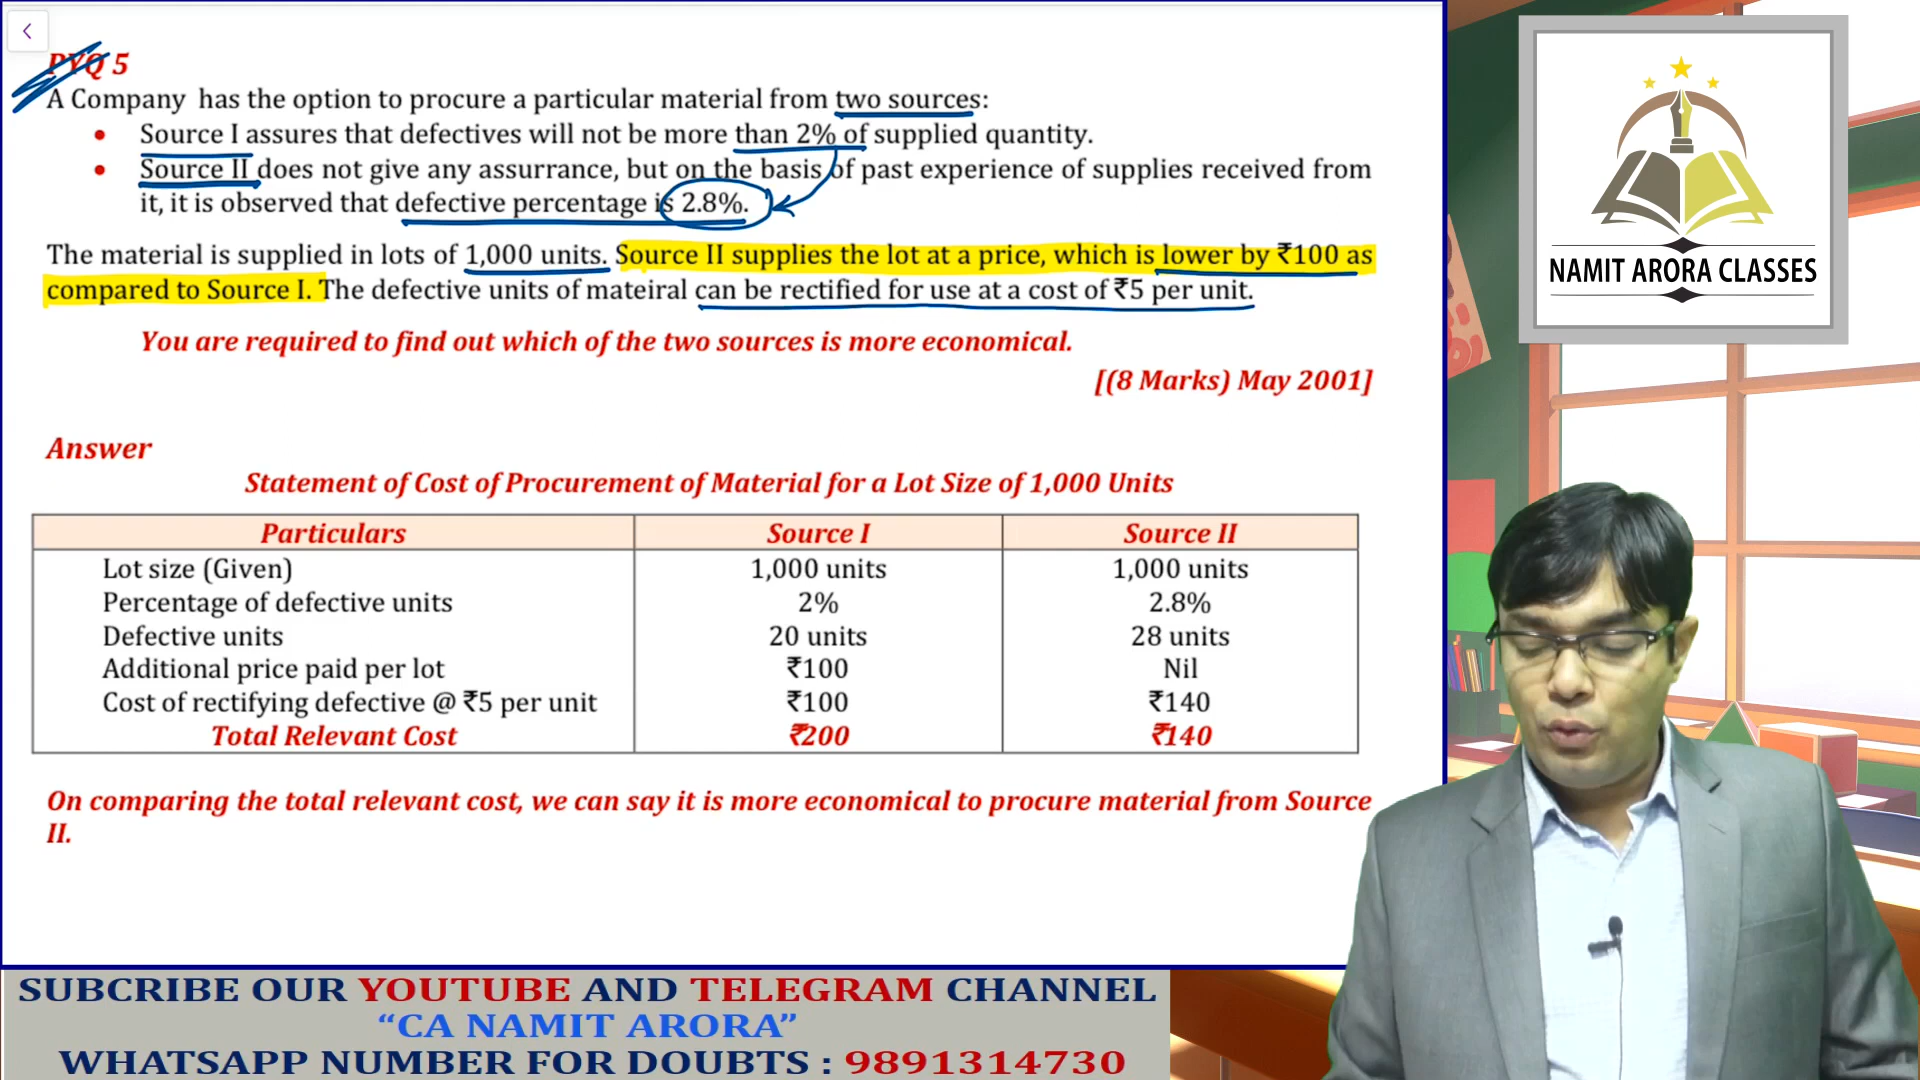 PYQ 5
A Company has the option to procure a particular material from two sources:
• Source I assures that defectives will not be more than 2% of supplied quantity.
• Source II does not give any assurrance, but on the basis of past experience of supplies received from
it, it is observed that defective percentage is 2.8%.
The material is supplied in lots of 1,000 units. Source II supplies the lot at a price, which is lower by ₹100 as
compared to Source I. The defective units of mateiral can be rectified for use at a cost of ₹5 per unit.
You are required to find out which of the two sources is more economical.
[(8 Marks) May 2001]
Answer
Statement of Cost of Procurement of Material for a Lot Size of 1,000 Units
Particulars Source I Source II
Lot size (Given) 1,000 units 1,000 units
Percentage of defective units 2% 2.8%
Defective units 20 units 28 units
Additional price paid per lot ₹100 Nil
Cost of rectifying defective @ ₹5 per unit ₹100 ₹140
Total Relevant Cost ₹200 ₹140
On comparing the total relevant cost, we can say it is more economical to procure material from Source
II.
NAMIT ARORA CLASSES
SUBCRIBE OUR YOUTUBE AND TELEGRAM CHANNEL
“CA NAMIT ARORA”
WHATSAPP NUMBER FOR DOUBTS : 9891314730